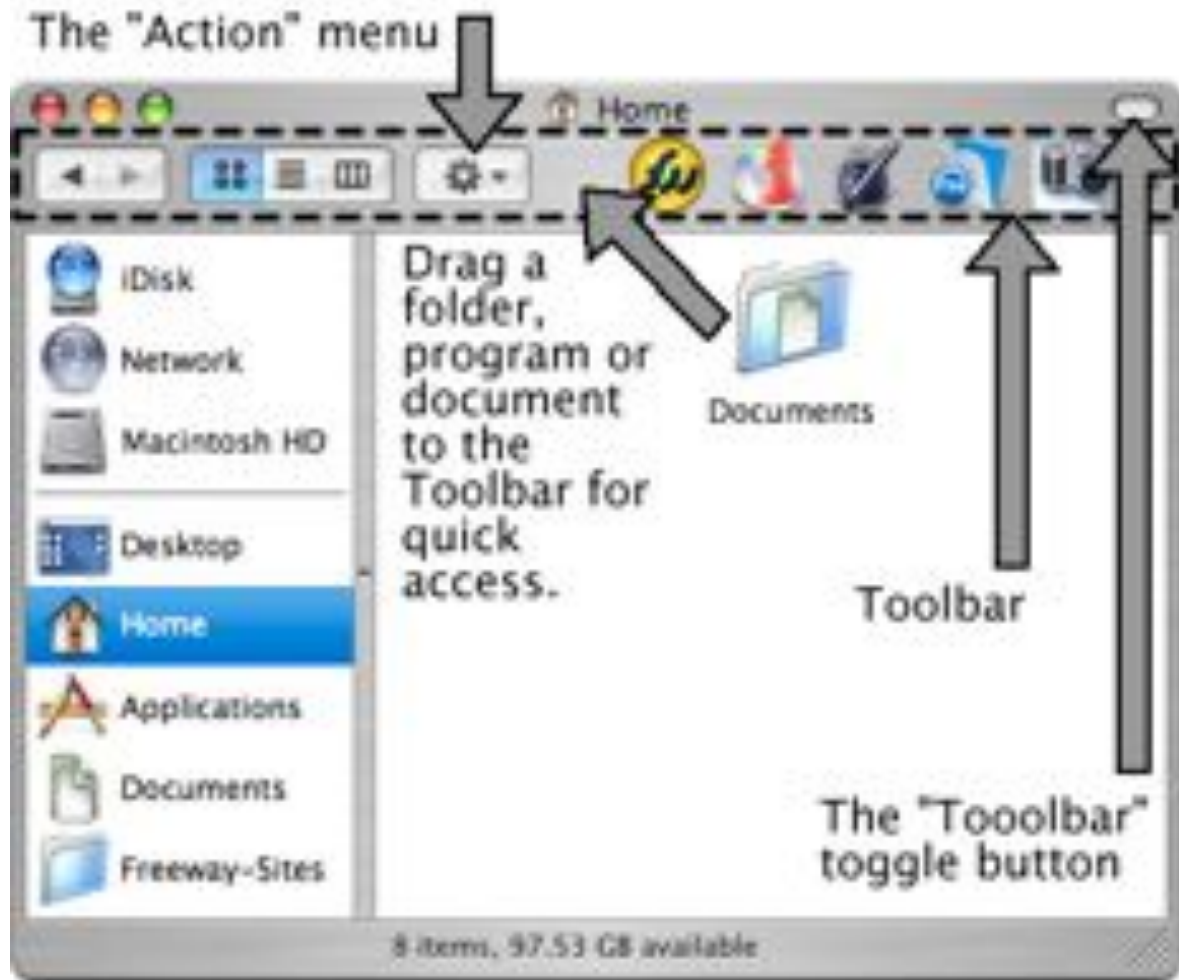 The "Action" menu
Home
iDisk
Network
Macintosh HD
Desktop
Home
Applications
Documents
Freeway-Sites
Drag a
folder,
program or
document
to the
Toolbar for
quick
access.
Documents
Toolbar
The "Tooolbar"
toggle button
8 items, 97.53 GB available